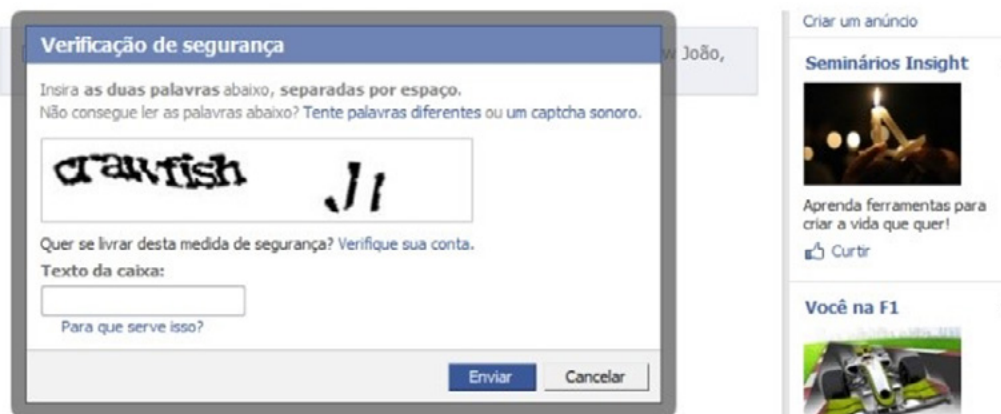 Criar um anúncio
João,
Verificação de segurança
Insira as duas palavras abaixo, separadas por espaço.
Não consegue ler as palavras abaixo? Tente palavras diferentes ou um captcha sonoro.
crawfish
Quer se livrar desta medida de segurança? Verifique sua conta.
Texto da caixa:
Para que serve isso?
Enviar Cancelar
Seminários Insight
Aprenda ferramentas para
criar a vida que quer!
Curtir
Você na F1